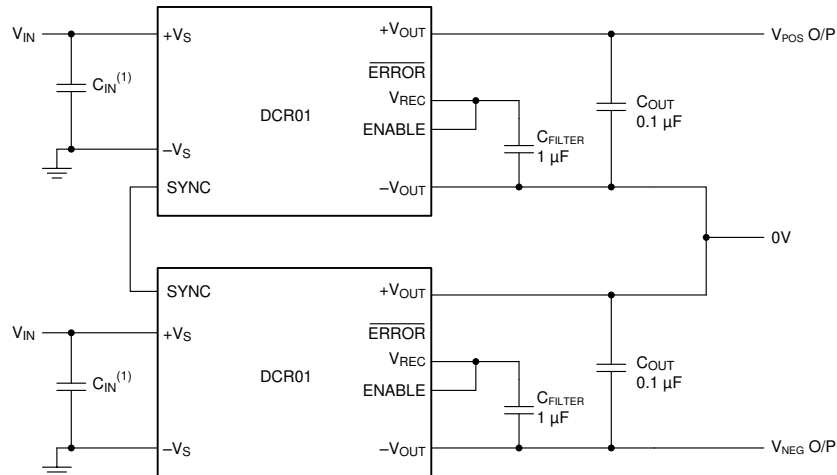 V_IN
+V_S
+V_OUT
V_POS O/P
C_IN^(1)
ERROR
V_REC
ENABLE
DCR01
C_FILTER
1 µF
C_OUT
0.1 µF
–V_S
SYNC
–V_OUT
0V
SYNC
+V_OUT
V_IN
+V_S
ERROR
V_REC
ENABLE
C_IN^(1)
DCR01
C_FILTER
1 µF
C_OUT
0.1 µF
–V_S
–V_OUT
V_NEG O/P